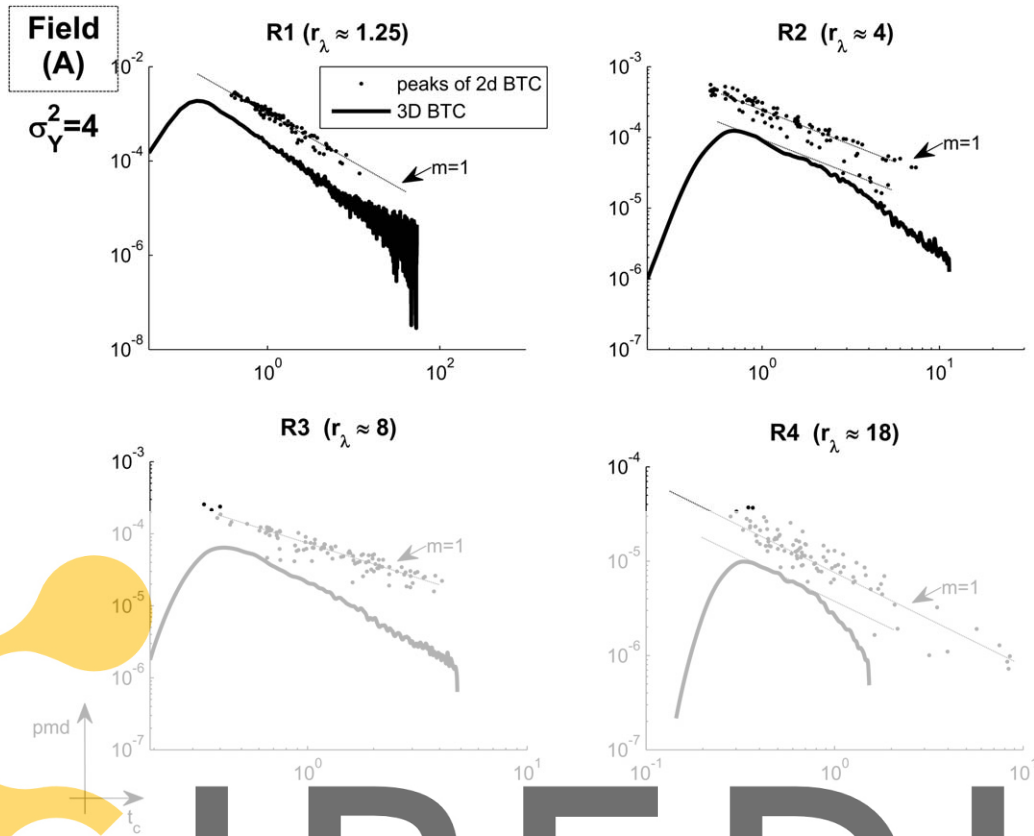 Field
(A)
σ²_Y=4
R1 (r_λ ≈ 1.25)
10^-2
10^-4
10^-6
10^-8
10^0
10^2
peaks of 2d BTC
3D BTC
m=1
R2 (r_λ ≈ 4)
10^-3
10^-4
10^-5
10^-6
10^-7
10^0
10^1
m=1
R3 (r_λ ≈ 8)
10^-3
10^-4
10^-5
10^-6
10^-7
10^0
10^1
m=1
R4 (r_λ ≈ 18)
10^-4
10^-5
10^-6
10^-7
10^-1
10^0
m=1
pmd
t_c